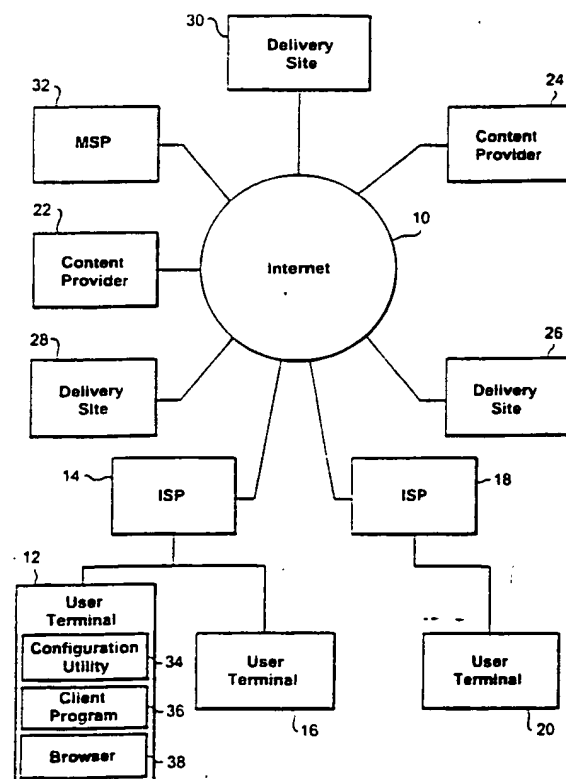 30
Delivery
Site
32
MSP
24
Content
Provider
22
Content
Provider
10
Internet
28
Delivery
Site
26
Delivery
Site
14
ISP
ISP
18
12
User
Terminal
Configuration
Utility
34
Client
Program
36
Browser
38
User
Terminal
16
User
Terminal
20